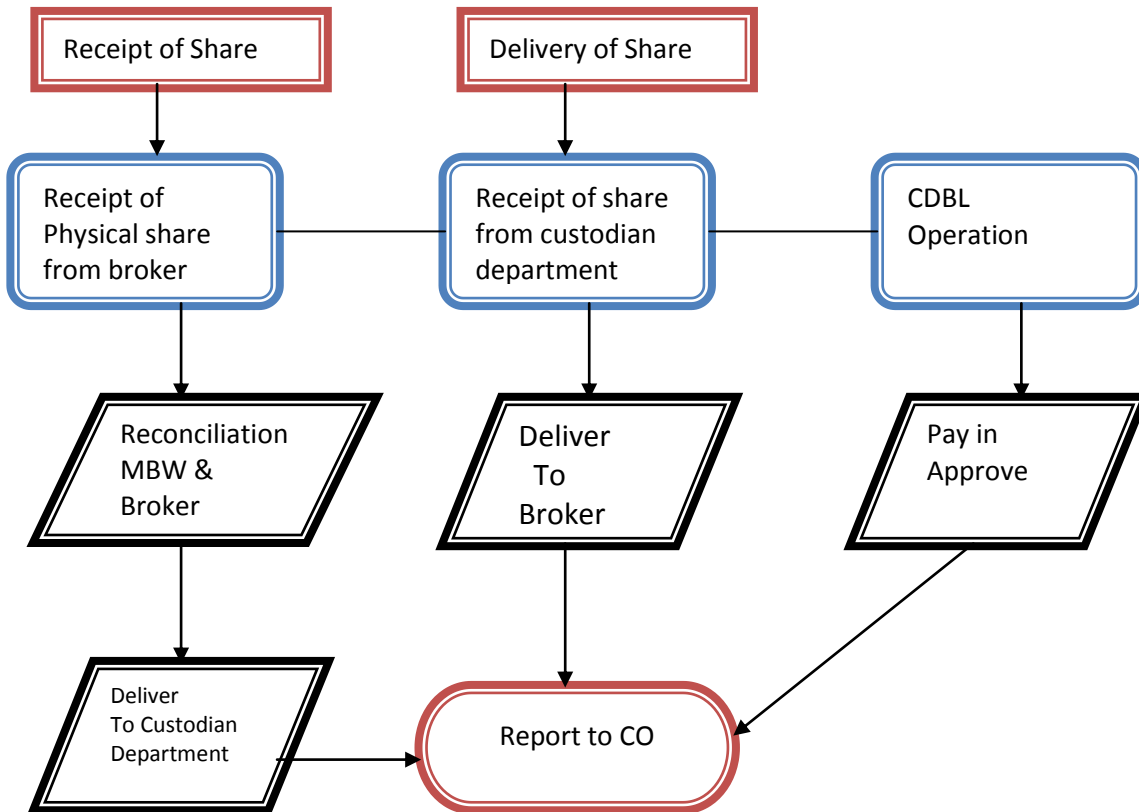 Receipt of Share
Delivery of Share
Receipt of
Physical share
from broker
Receipt of share
from custodian
department
CDBL
Operation
Reconciliation
MBW &
Broker
Deliver
To
Broker
Pay in
Approve
Deliver
To Custodian
Department
Report to CO